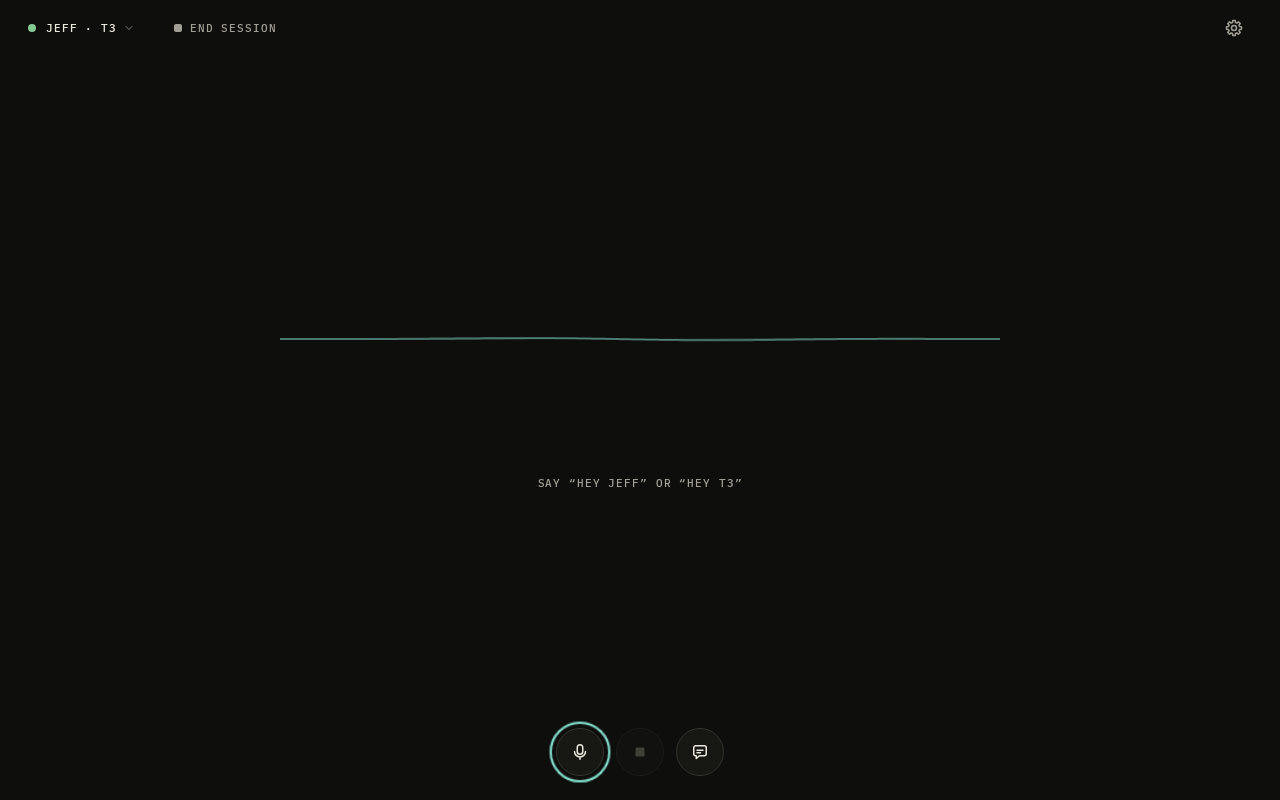 JEFF · T3
END SESSION
SAY “HEY JEFF” OR “HEY T3”